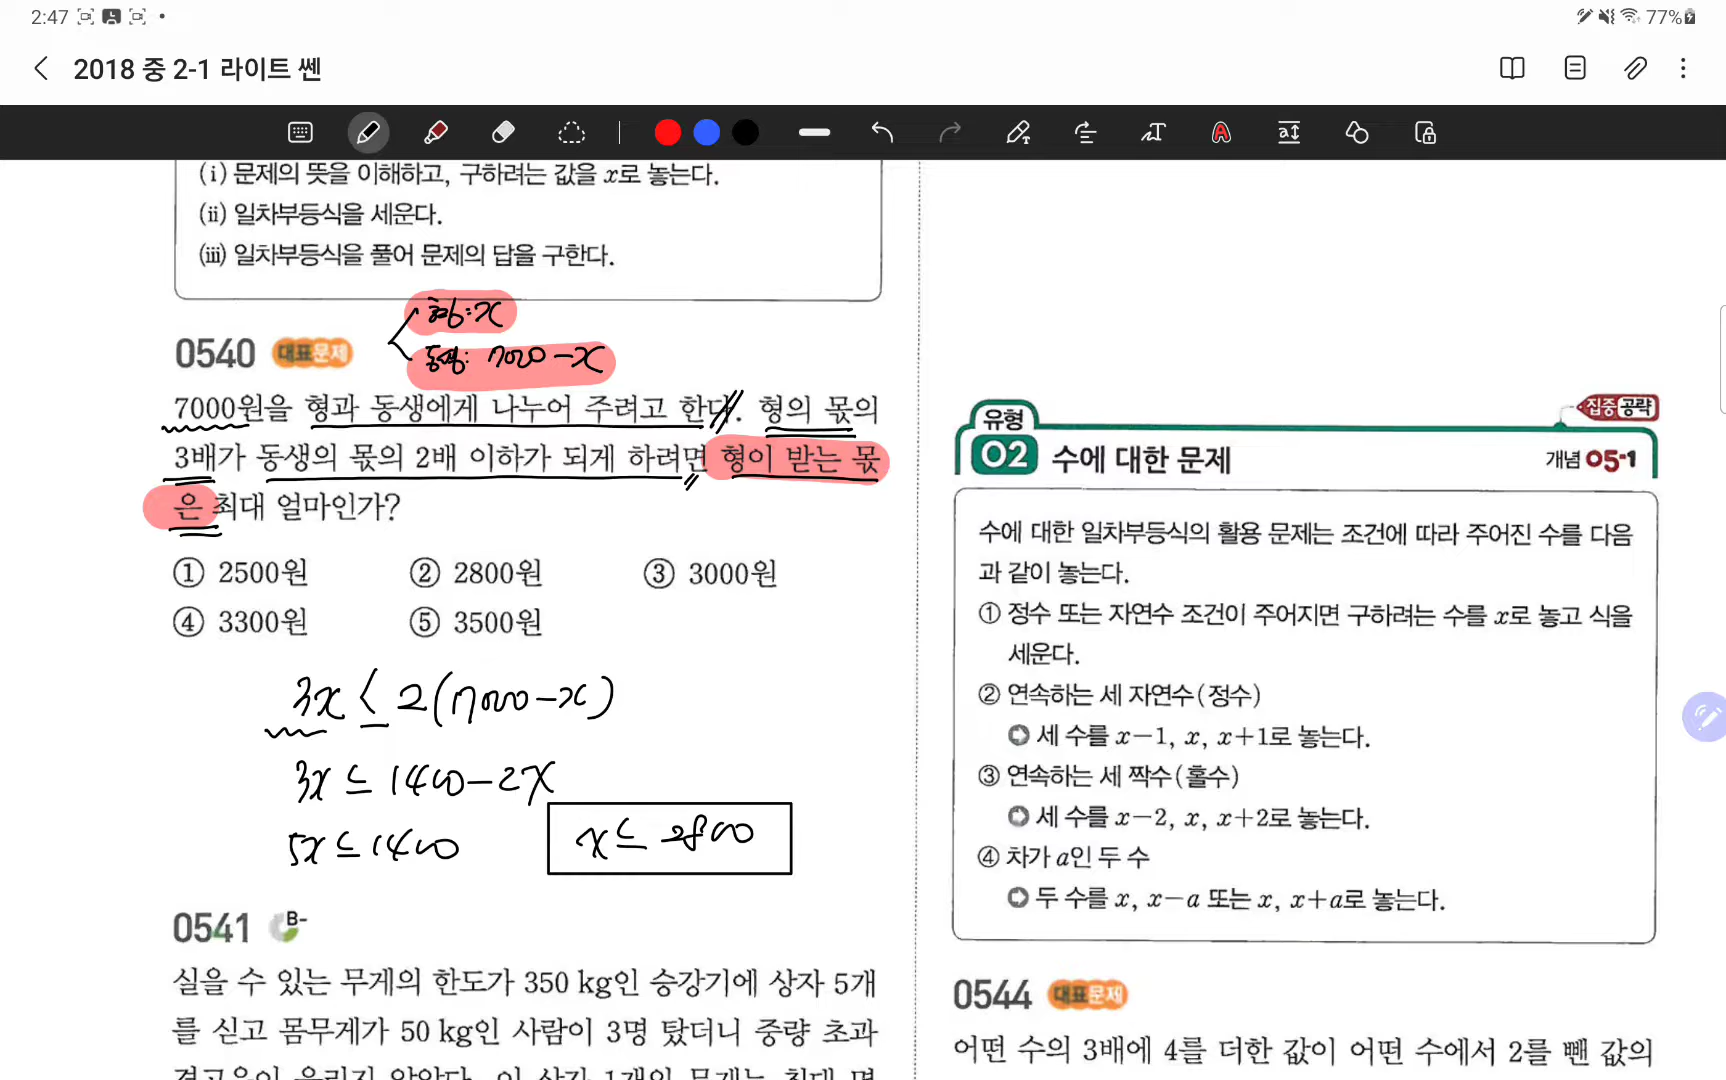 2:47
77%
2018 중 2-1 라이트 쎈
(ⅰ) 문제의 뜻을 이해하고, 구하려는 값을 x로 놓는다.
(ⅱ) 일차부등식을 세운다.
(ⅲ) 일차부등식을 풀어 문제의 답을 구한다.
형: x
동생: 7000-x
0540 대표문제
7000원을 형과 동생에게 나누어 주려고 한다. 형의 몫의
3배가 동생의 몫의 2배 이하가 되게 하려면 형이 받는 몫
은 최대 얼마인가?
① 2500원 ② 2800원 ③ 3000원
④ 3300원 ⑤ 3500원
3x ≤ 2(7000-x)
3x ≤ 14000-2x
5x ≤ 14000
x ≤ 2800
0541 B-
실을 수 있는 무게의 한도가 350 kg인 승강기에 상자 5개
를 싣고 몸무게가 50 kg인 사람이 3명 탔더니 중량 초과
집중공략
유형
02 수에 대한 문제 개념 05-1
수에 대한 일차부등식의 활용 문제는 조건에 따라 주어진 수를 다음
과 같이 놓는다.
① 정수 또는 자연수 조건이 주어지면 구하려는 수를 x로 놓고 식을
세운다.
② 연속하는 세 자연수(정수)
➲ 세 수를 x-1, x, x+1로 놓는다.
③ 연속하는 세 짝수(홀수)
➲ 세 수를 x-2, x, x+2로 놓는다.
④ 차가 a인 두 수
➲ 두 수를 x, x-a 또는 x, x+a로 놓는다.
0544 대표문제
어떤 수의 3배에 4를 더한 값이 어떤 수에서 2를 뺀 값의